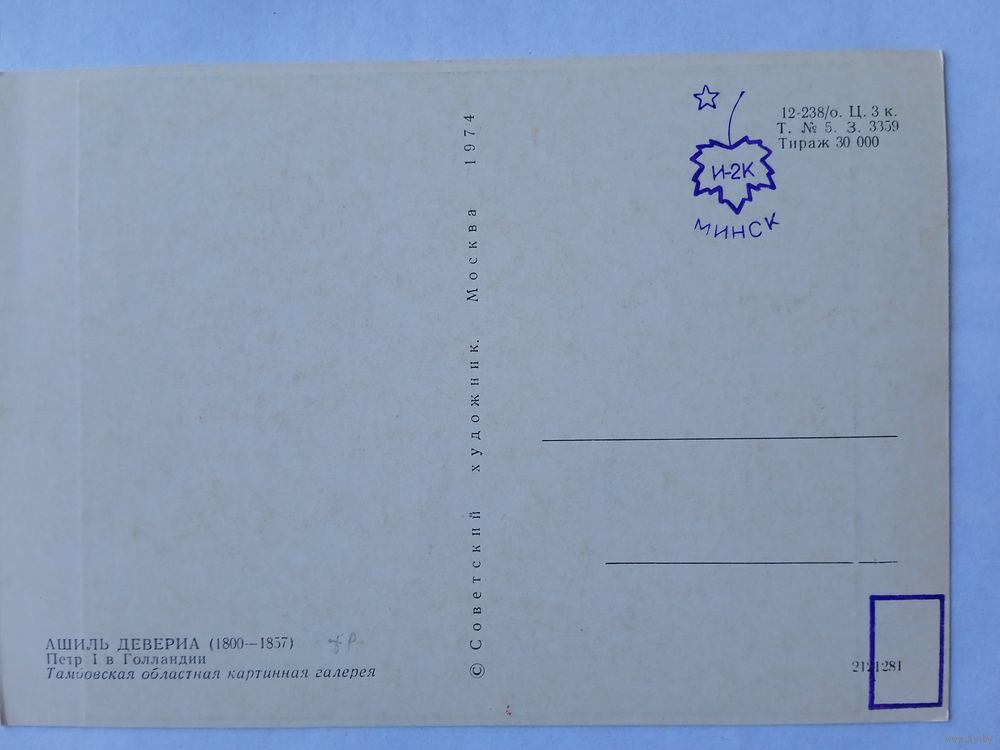 12-238/о. Ц. 3 к.
Т. № 5. З. 3359
Тираж 30 000
И-2К
МИНСК
© Советский художник. Москва 1974
АШИЛЬ ДЕВЕРИА (1800—1857)
Петр I в Голландии
Тамбовская областная картинная галерея
2121281